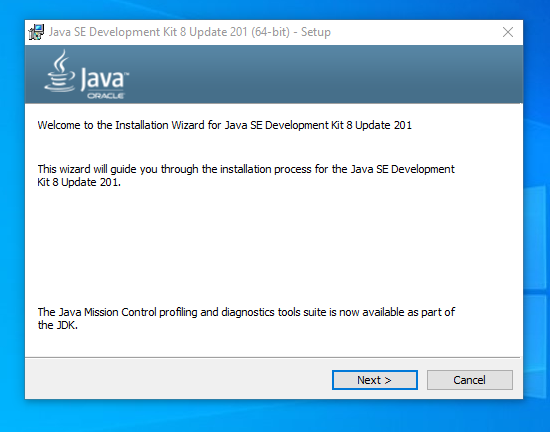 Java SE Development Kit 8 Update 201 (64-bit) - Setup
Java™
ORACLE
Welcome to the Installation Wizard for Java SE Development Kit 8 Update 201
This wizard will guide you through the installation process for the Java SE Development
Kit 8 Update 201.
The Java Mission Control profiling and diagnostics tools suite is now available as part of
the JDK.
Next >
Cancel